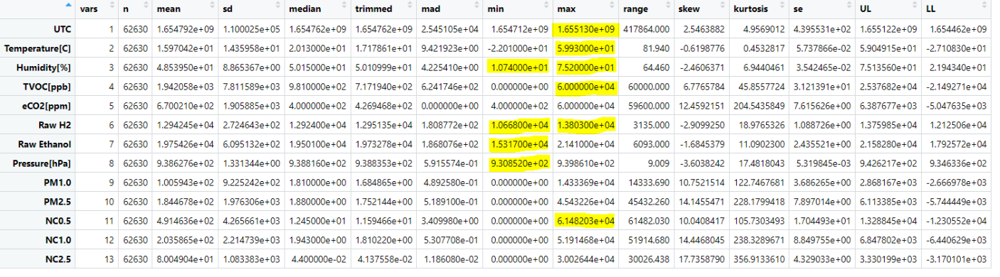 vars n mean sd median trimmed mad min max range skew kurtosis se UL LL
UTC 1 62630 1.654792e+09 1.100025e+05 1.654762e+09 1.654762e+09 2.545105e+04 1.654712e+09 1.655130e+09 417864.000 2.5463882 4.9569012 4.395531e+02 1.655122e+09 1.654462e+09
Temperature[C] 2 62630 1.597042e+01 1.435958e+01 2.013000e+01 1.717861e+01 9.421923e+00 -2.201000e+01 5.993000e+01 81.940 -0.6198776 0.4532817 5.737866e-02 5.904915e+01 -2.710830e+01
Humidity[%] 3 62630 4.853950e+01 8.865367e+00 5.015000e+01 5.010999e+01 4.225410e+00 1.074000e+01 7.520000e+01 64.460 -2.4606371 6.9440461 3.542465e-02 7.513560e+01 2.194340e+01
TVOC[ppb] 4 62630 1.942058e+03 7.811589e+03 9.810000e+02 7.171940e+02 6.241746e+02 0.000000e+00 6.000000e+04 60000.000 6.7765784 45.8557724 3.121391e+01 2.537682e+04 -2.149271e+04
eCO2[ppm] 5 62630 6.700210e+02 1.905885e+03 4.000000e+02 4.269468e+02 0.000000e+00 4.000000e+02 6.000000e+04 59600.000 12.4592151 204.5435849 7.615626e+00 6.387677e+03 -5.047635e+03
Raw H2 6 62630 1.294245e+04 2.724643e+02 1.292400e+04 1.295135e+04 1.808772e+02 1.066800e+04 1.380300e+04 3135.000 -2.9099250 18.9765326 1.088726e+00 1.375985e+04 1.212506e+04
Raw Ethanol 7 62630 1.975426e+04 6.095132e+02 1.950100e+04 1.973278e+04 1.868076e+02 1.531700e+04 2.141000e+04 6093.000 -1.6845379 11.0902300 2.435521e+00 2.158280e+04 1.792572e+04
Pressure[hPa] 8 62630 9.386276e+02 1.331344e+00 9.388160e+02 9.388353e+02 5.915574e-01 9.308520e+02 9.398610e+02 9.009 -3.6038242 17.4818043 5.319845e-03 9.426217e+02 9.346336e+02
PM1.0 9 62630 1.005943e+02 9.225242e+02 1.810000e+00 1.684865e+00 4.892580e-01 0.000000e+00 1.433369e+04 14333.690 10.7521514 122.7467681 3.686265e+00 2.868167e+03 -2.666978e+03
PM2.5 10 62630 1.844678e+02 1.976306e+03 1.880000e+00 1.752144e+00 5.189100e-01 0.000000e+00 4.543226e+04 45432.260 14.1455471 228.1799418 7.897014e+00 6.113385e+03 -5.744449e+03
NC0.5 11 62630 4.914636e+02 4.265661e+03 1.245000e+01 1.159466e+01 3.409980e+00 0.000000e+00 6.148203e+04 61482.030 10.0408417 105.7303493 1.704493e+01 1.328845e+04 -1.230552e+04
NC1.0 12 62630 2.035865e+02 2.214739e+03 1.943000e+00 1.810220e+00 5.307708e-01 0.000000e+00 5.191468e+04 51914.680 14.4468045 238.3289671 8.849755e+00 6.847802e+03 -6.440629e+03
NC2.5 13 62630 8.004904e+01 1.083383e+03 4.400000e-02 4.137558e-02 1.186080e-02 0.000000e+00 3.002644e+04 30026.438 17.7358790 356.9133610 4.329033e+00 3.330199e+03 -3.170101e+03